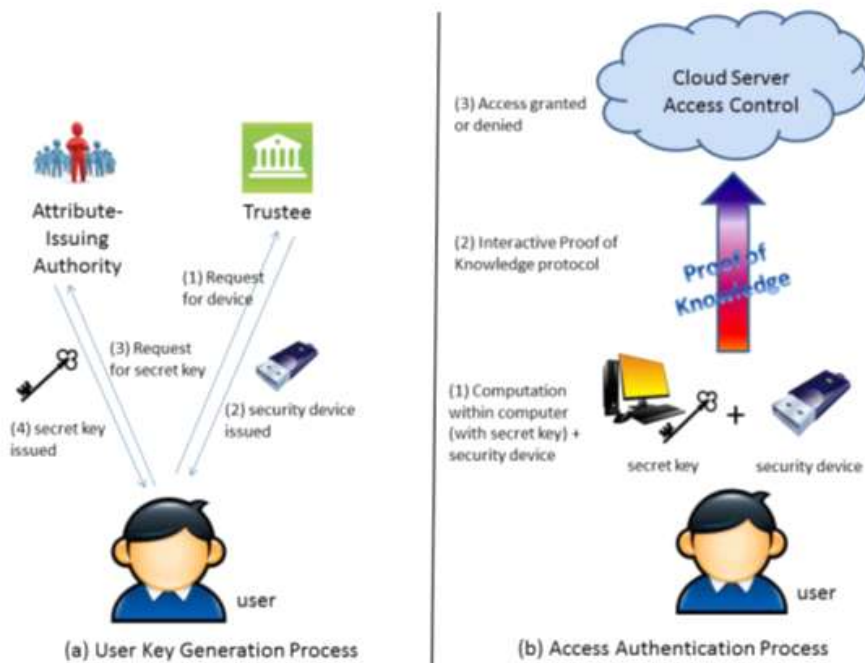 Attribute-
Issuing
Authority
Trustee
(1) Request
for device
(3) Request
for secret key
(2) security device
issued
(4) secret key
issued
user
(a) User Key Generation Process
Cloud Server
Access Control
(3) Access granted
or denied
(2) Interactive Proof of
Knowledge protocol
Proof of
Knowledge
(1) Computation
within computer
(with secret key) +
security device
+
secret key
security device
user
(b) Access Authentication Process